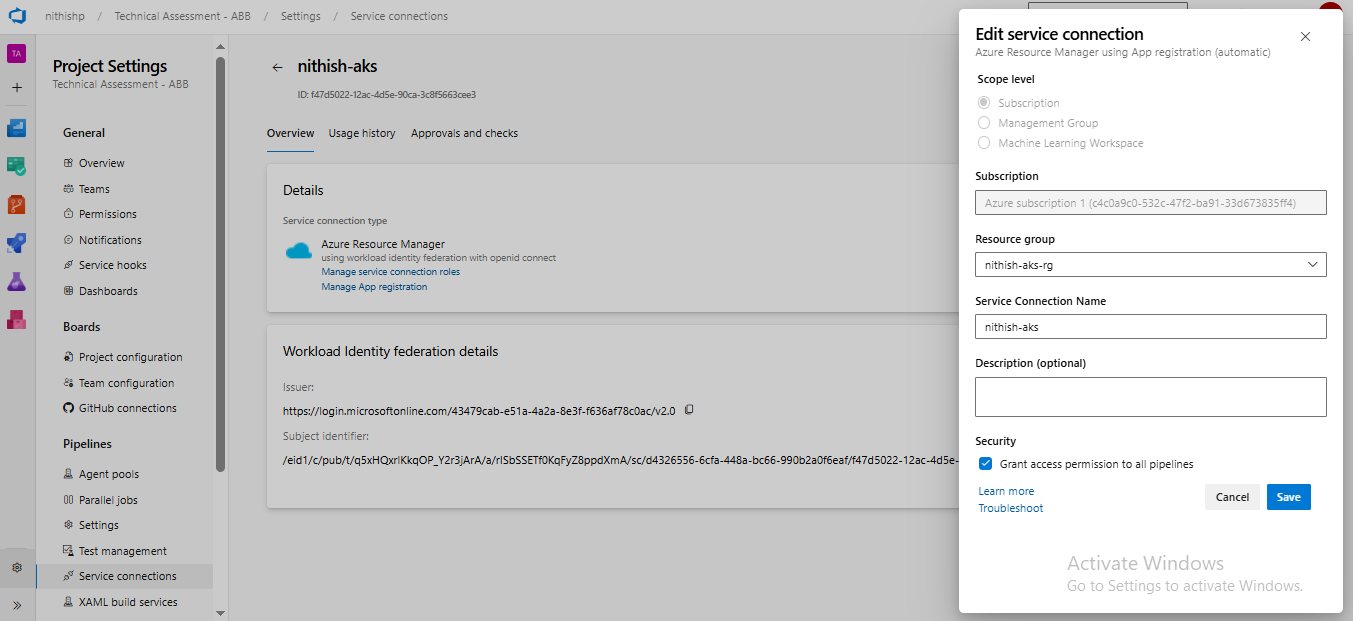 nithishp / Technical Assessment - ABB / Settings / Service connections
TA
Project Settings
Technical Assessment - ABB
General
Overview
Teams
Permissions
Notifications
Service hooks
Dashboards
Boards
Project configuration
Team configuration
GitHub connections
Pipelines
Agent pools
Parallel jobs
Settings
Test management
Service connections
XAML build services
nithish-aks
ID: f47d5022-12ac-4d5e-90ca-3c8f5663cee3
Overview Usage history Approvals and checks
Details
Service connection type
Azure Resource Manager
using workload identity federation with openid connect
Manage service connection roles
Manage App registration
Workload Identity federation details
Issuer:
https://login.microsoftonline.com/43479cab-e51a-4a2a-8e3f-f636af78c0ac/v2.0
Subject identifier:
/eid1/c/pub/t/q5xHQxrlKkqOP_Y2r3jArA/a/rISbSSETf0KqFyZ8ppdXmA/sc/d4326556-6cfa-448a-bc66-990b2a0f6eaf/f47d5022-12ac-4d5e-
Edit service connection
Azure Resource Manager using App registration (automatic)
Scope level
Subscription
Management Group
Machine Learning Workspace
Subscription
Azure subscription 1 (c4c0a9c0-532c-47f2-ba91-33d673835ff4)
Resource group
nithish-aks-rg
Service Connection Name
nithish-aks
Description (optional)
Security
Grant access permission to all pipelines
Learn more
Troubleshoot
Cancel
Save
Activate Windows
Go to Settings to activate Windows.